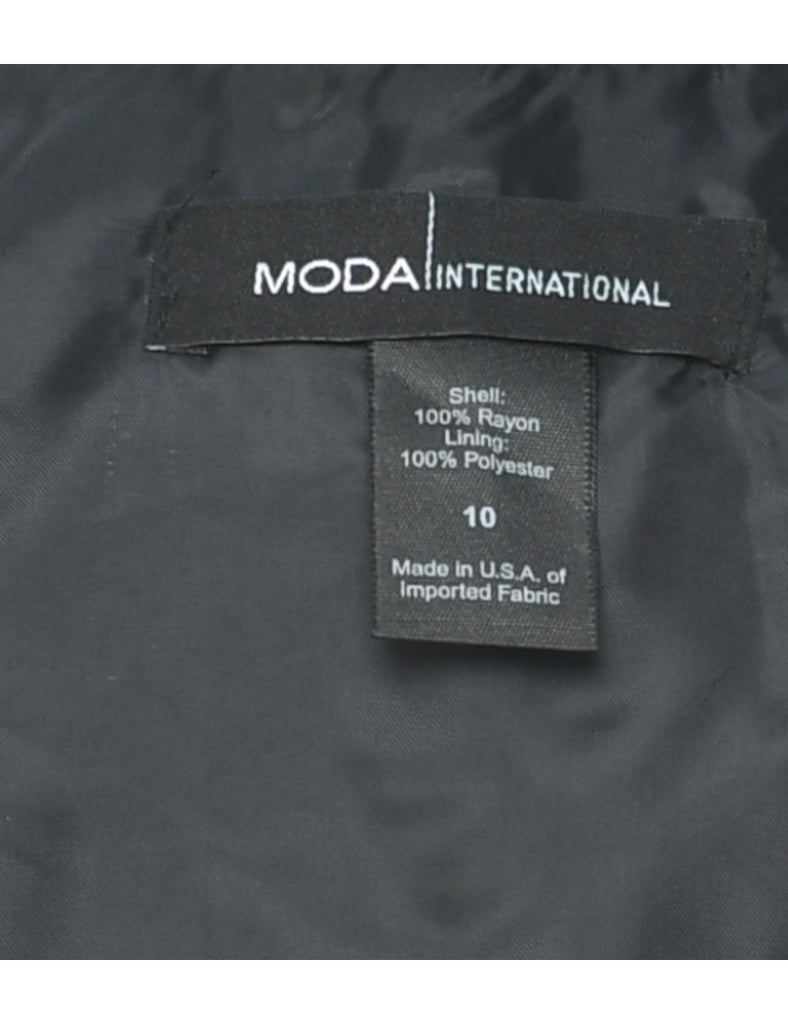 MODA INTERNATIONAL
Shell:
100% Rayon
Lining:
100% Polyester
10
Made in U.S.A. of
Imported Fabric